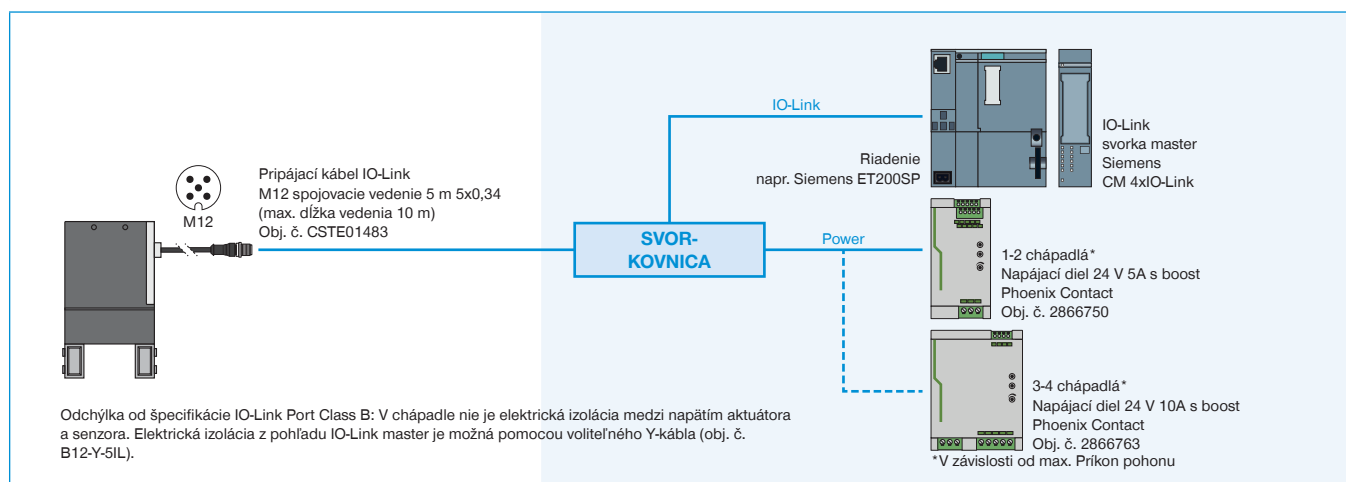 IO-Link
IO-Link
svorka master
Siemens
CM 4xIO-Link
Riadenie
napr. Siemens ET200SP
M12
Pripájací kábel IO-Link
M12 spojovacie vedenie 5 m 5x0,34
(max. dĺžka vedenia 10 m)
Obj. č. CSTE01483
SVOR-
KOVNICA
Power
1-2 chápadlá*
Napájací diel 24 V 5A s boost
Phoenix Contact
Obj. č. 2866750
3-4 chápadlá*
Napájací diel 24 V 10A s boost
Phoenix Contact
Obj. č. 2866763
*V závislosti od max. Príkon pohonu
Odchýlka od špecifikácie IO-Link Port Class B: V chápadle nie je elektrická izolácia medzi napätím aktuátora
a senzora. Elektrická izolácia z pohľadu IO-Link master je možná pomocou voliteľného Y-kábla (obj. č.
B12-Y-5IL).